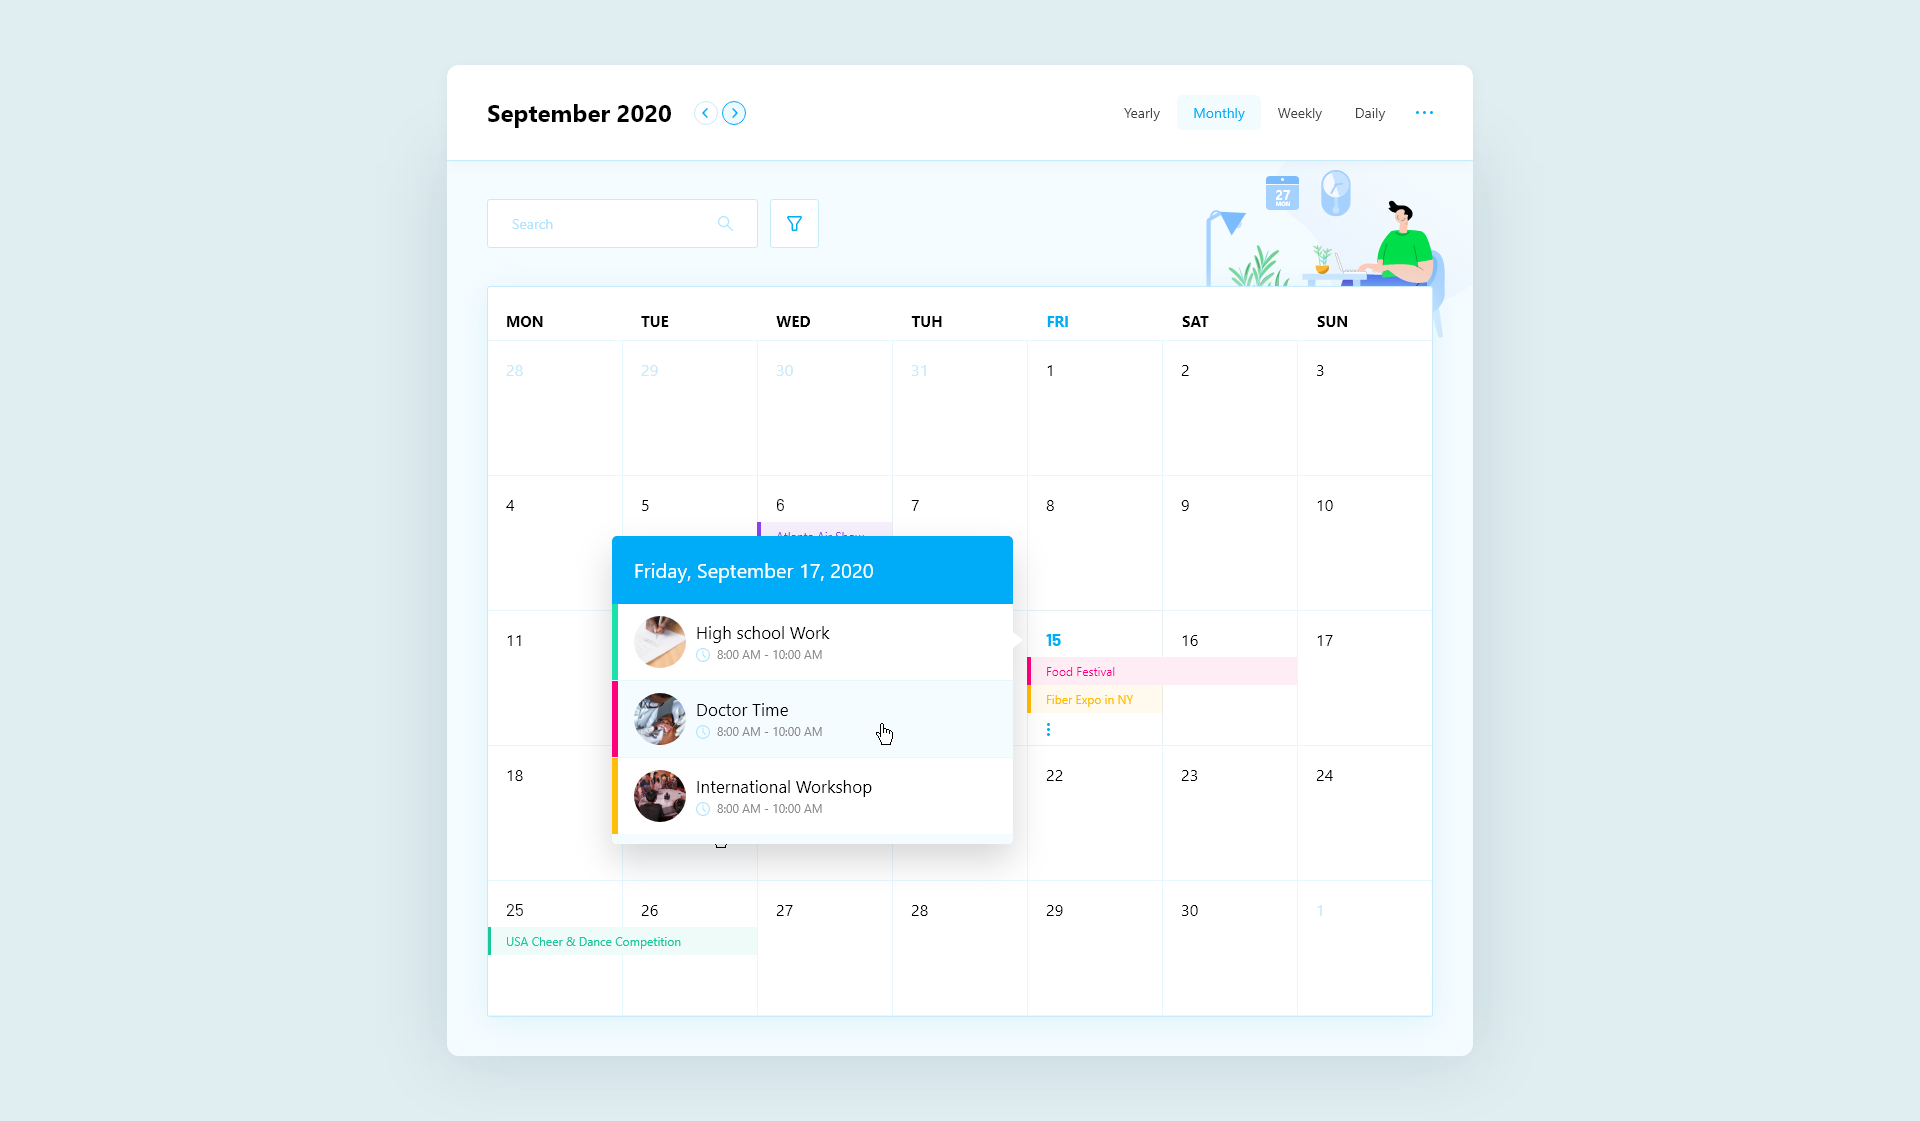 September 2020
Yearly Monthly Weekly Daily
27
MON
Search
MON TUE WED TUH FRI SAT SUN
28 29 30 31 1 2 3
4 5 6 7 8 9 10
Atlanta Air Show
Friday, September 17, 2020
High school Work
8:00 AM - 10:00 AM
Doctor Time
8:00 AM - 10:00 AM
International Workshop
8:00 AM - 10:00 AM
11 15 16 17
Food Festival
Fiber Expo in NY
18 22 23 24
25 26 27 28 29 30 1
USA Cheer & Dance Competition